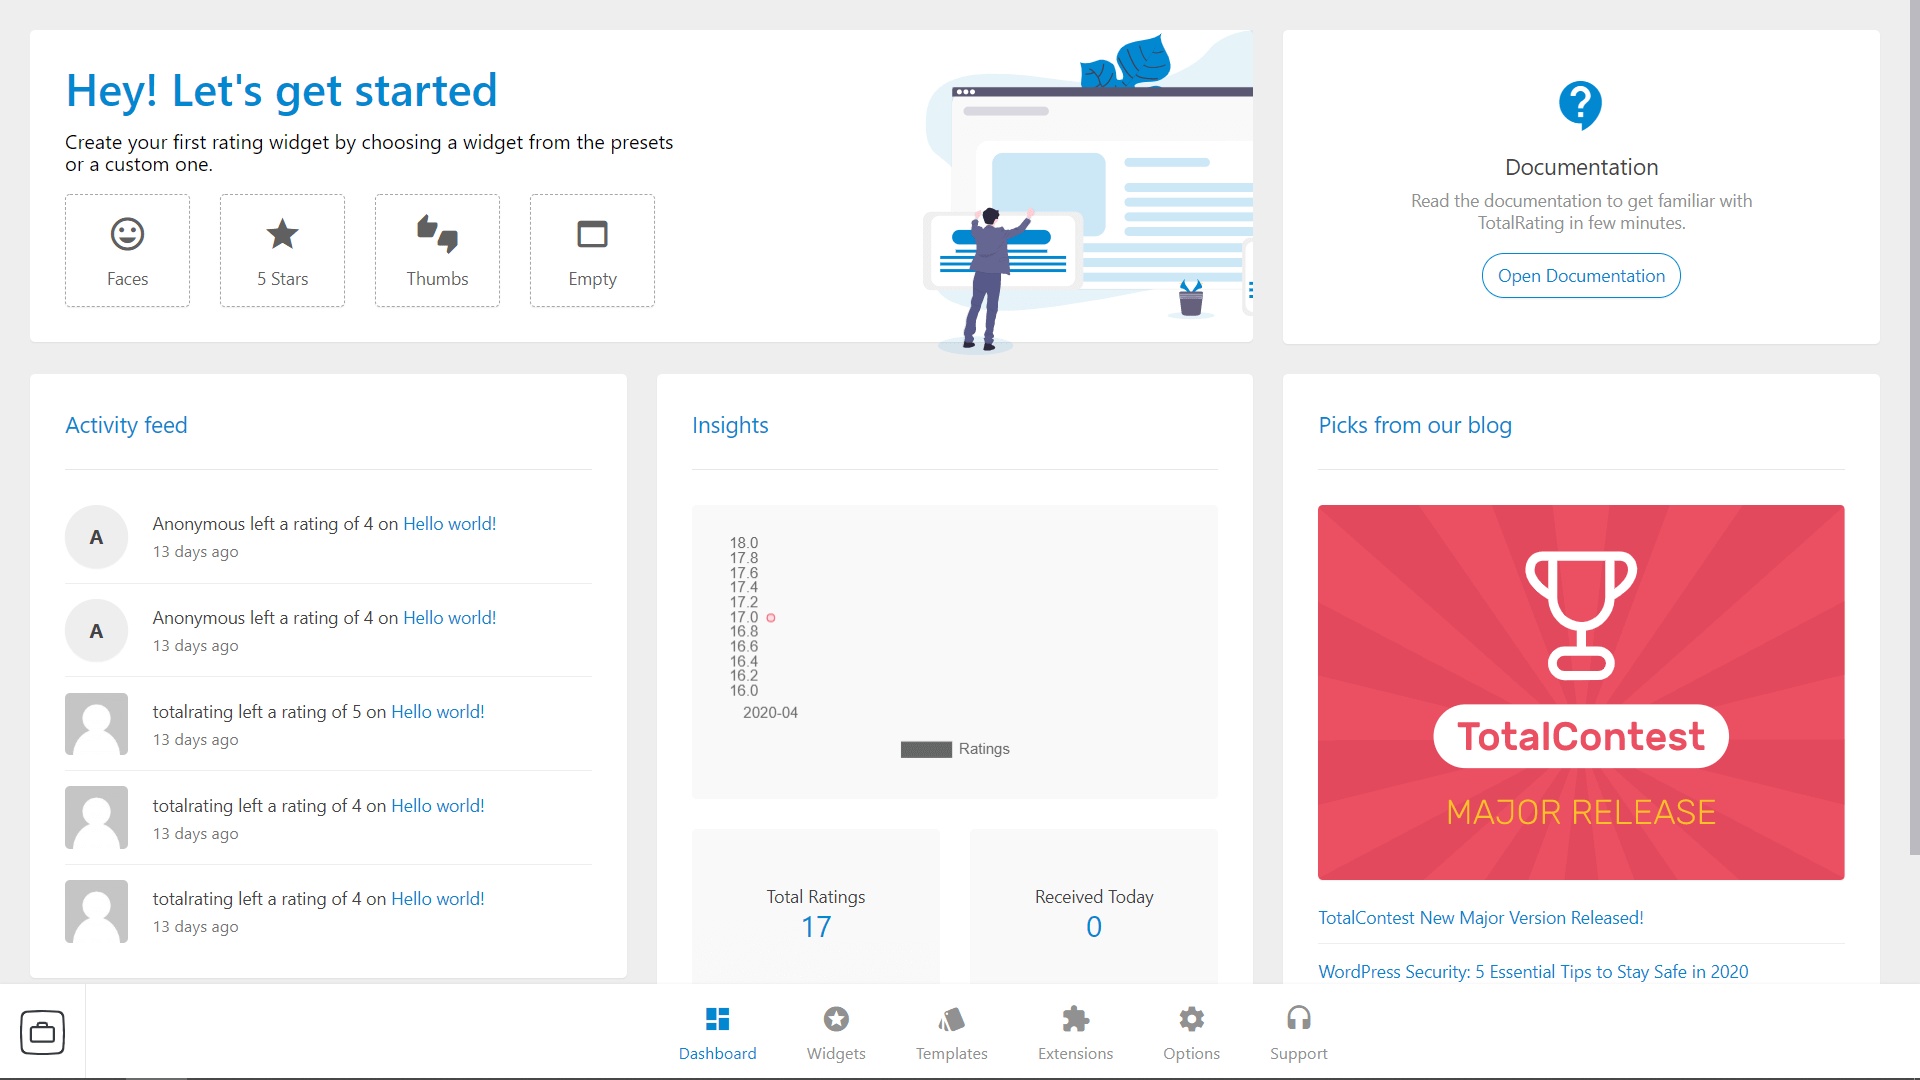 Hey! Let's get started
Create your first rating widget by choosing a widget from the presets
or a custom one.
Faces
5 Stars
Thumbs
Empty
Documentation
Read the documentation to get familiar with
TotalRating in few minutes.
Open Documentation
Activity feed
A
Anonymous left a rating of 4 on Hello world!
13 days ago
A
Anonymous left a rating of 4 on Hello world!
13 days ago
totalrating left a rating of 5 on Hello world!
13 days ago
totalrating left a rating of 4 on Hello world!
13 days ago
totalrating left a rating of 4 on Hello world!
13 days ago
Insights
18.0
17.8
17.6
17.4
17.2
17.0
16.8
16.6
16.4
16.2
16.0
2020-04
Ratings
Total Ratings
17
Received Today
0
Picks from our blog
TotalContest
MAJOR RELEASE
TotalContest New Major Version Released!
WordPress Security: 5 Essential Tips to Stay Safe in 2020
Dashboard
Widgets
Templates
Extensions
Options
Support